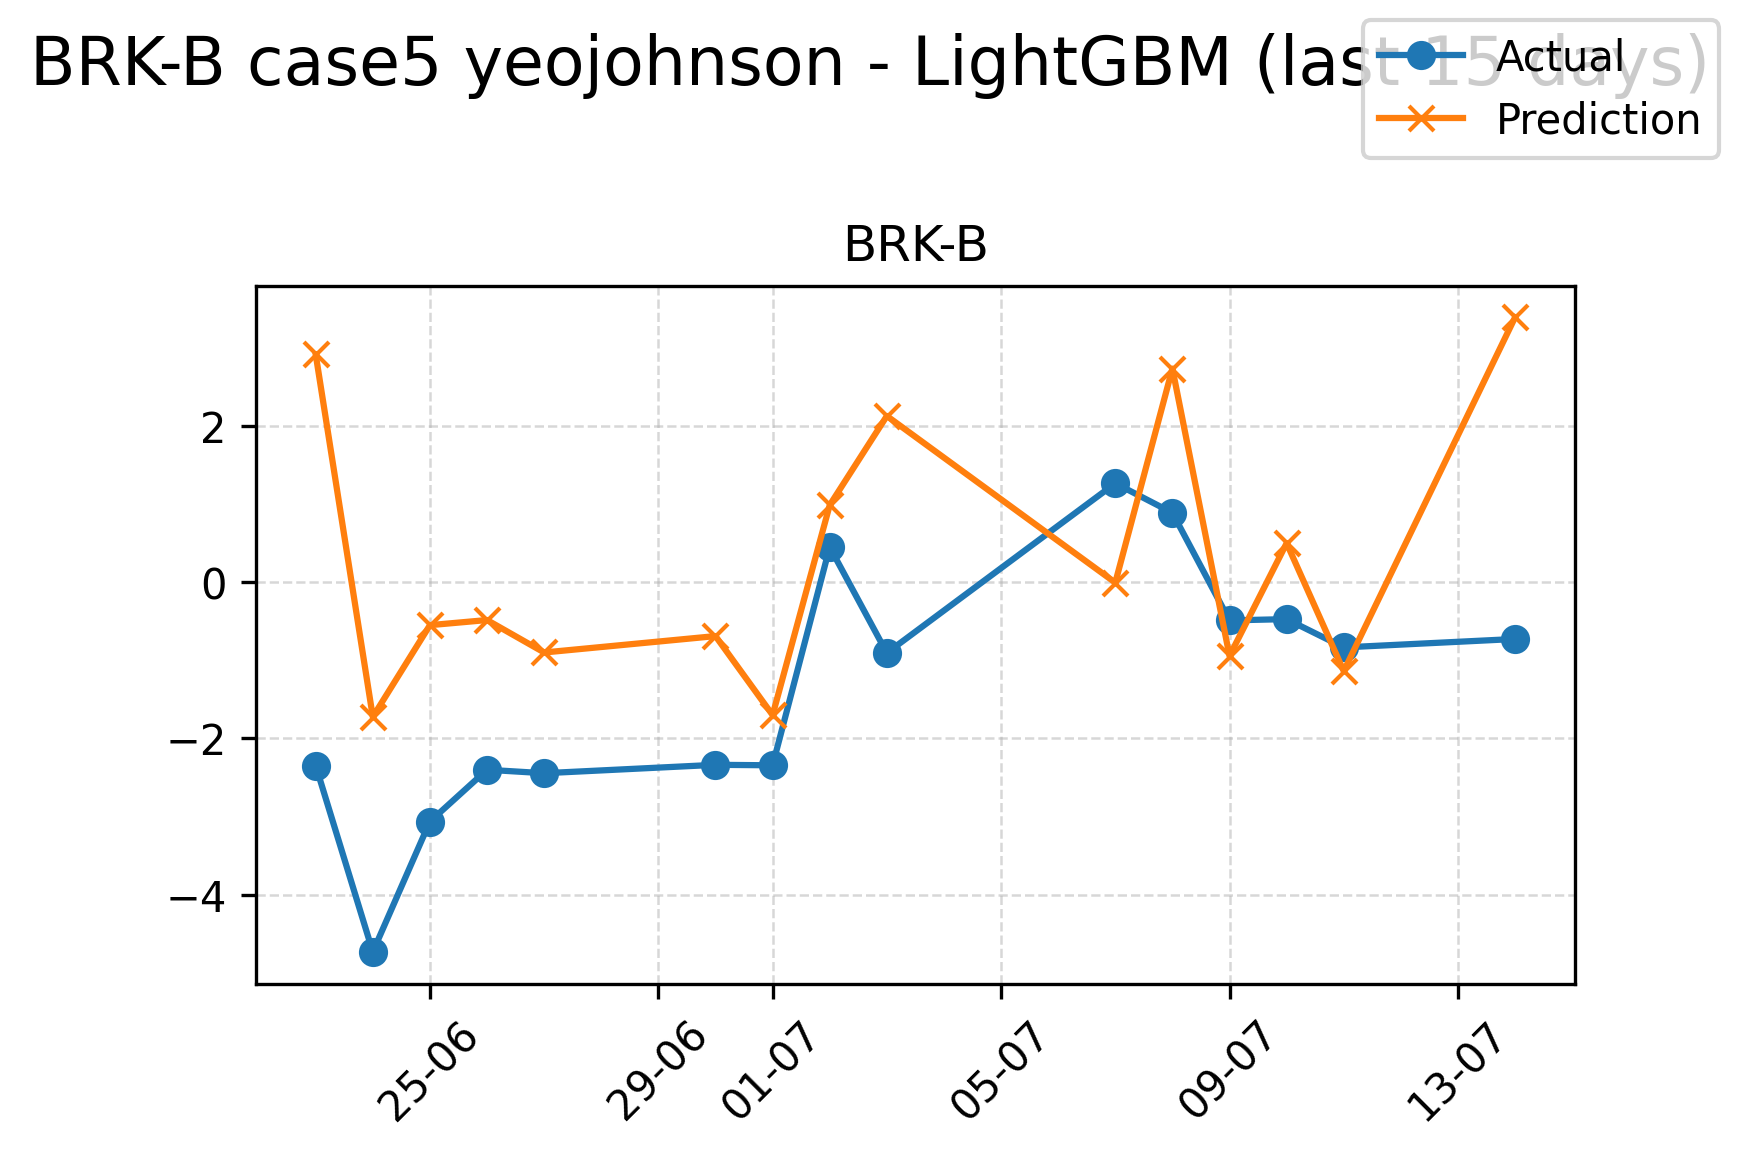 BRK-B case5 yeojohnson - LightGBM (last 15 days)
Actual
Prediction
BRK-B
2
0
−2
−4
25-06
29-06
01-07
05-07
09-07
13-07